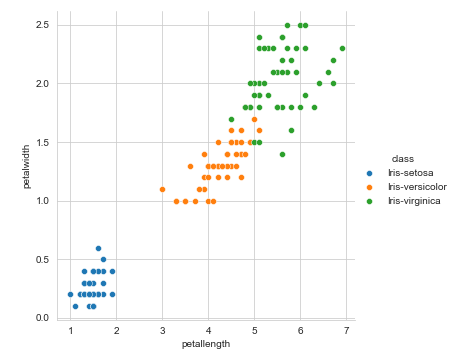 2.5
2.0
1.5
1.0
0.5
0.0
petalwidth
1 2 3 4 5 6 7
petallength
class
Iris-setosa
Iris-versicolor
Iris-virginica